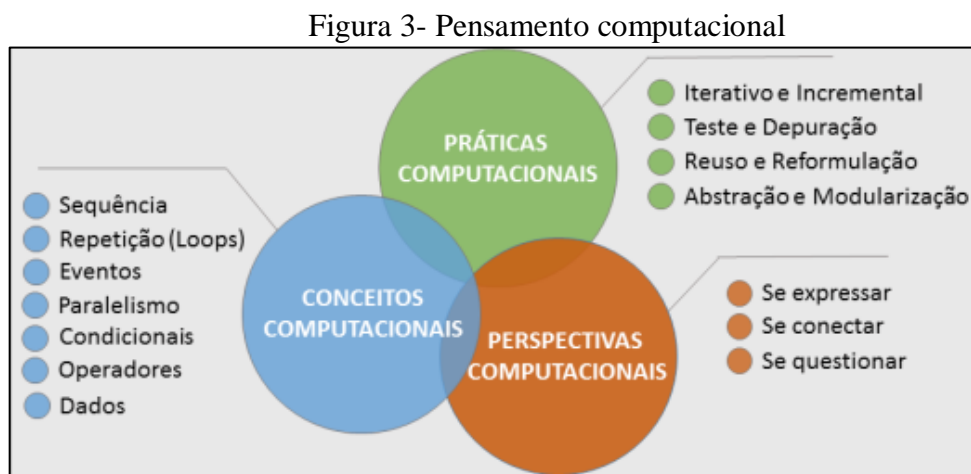 Figura 3- Pensamento computacional
PRÁTICAS
COMPUTACIONAIS
Iterativo e Incremental
Teste e Depuração
Reuso e Reformulação
Abstração e Modularização
CONCEITOS
COMPUTACIONAIS
Sequência
Repetição (Loops)
Eventos
Paralelismo
Condicionais
Operadores
Dados
PERSPECTIVAS
COMPUTACIONAIS
Se expressar
Se conectar
Se questionar